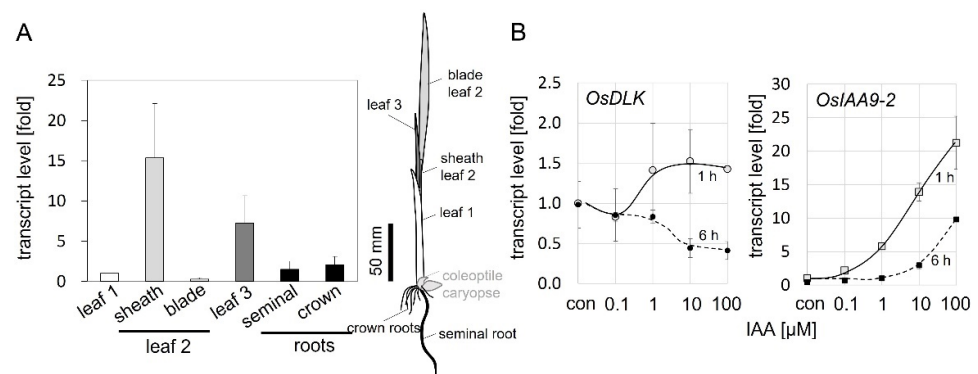 A
transcript level [fold]
25
20
15
10
5
0
leaf 1
sheath
blade
leaf 3
seminal
crown
leaf 2
roots
blade
leaf 2
leaf 3
sheath
leaf 2
leaf 1
50 mm
coleoptile
caryopse
crown roots
seminal root
B
transcript level [fold]
2.5
2.0
1.5
1.0
0.5
0.0
OsDLK
1 h
6 h
con
0.1
1
10
100
transcript level [fold]
30
25
20
15
10
5
0
OsIAA9-2
1 h
6 h
con
0.1
1
10
100
IAA [µM]